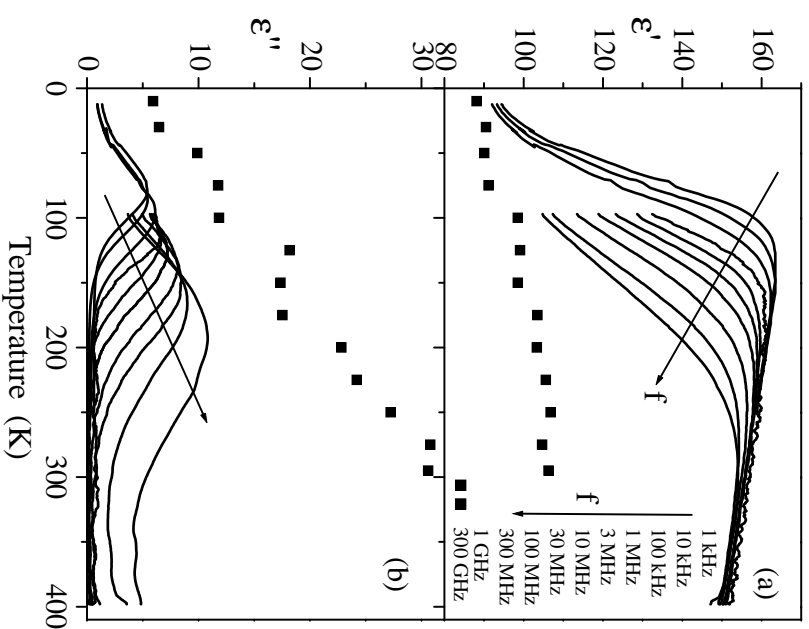 160
140
ε'
120
100
80
(a)
1 kHz
10 kHz
100 kHz
1 MHz
3 MHz
10 MHz
30 MHz
100 MHz
300 MHz
1 GHz
300 GHz
f
f
30
20
ε''
10
0
(b)
0 100 200 300 400
Temperature (K)